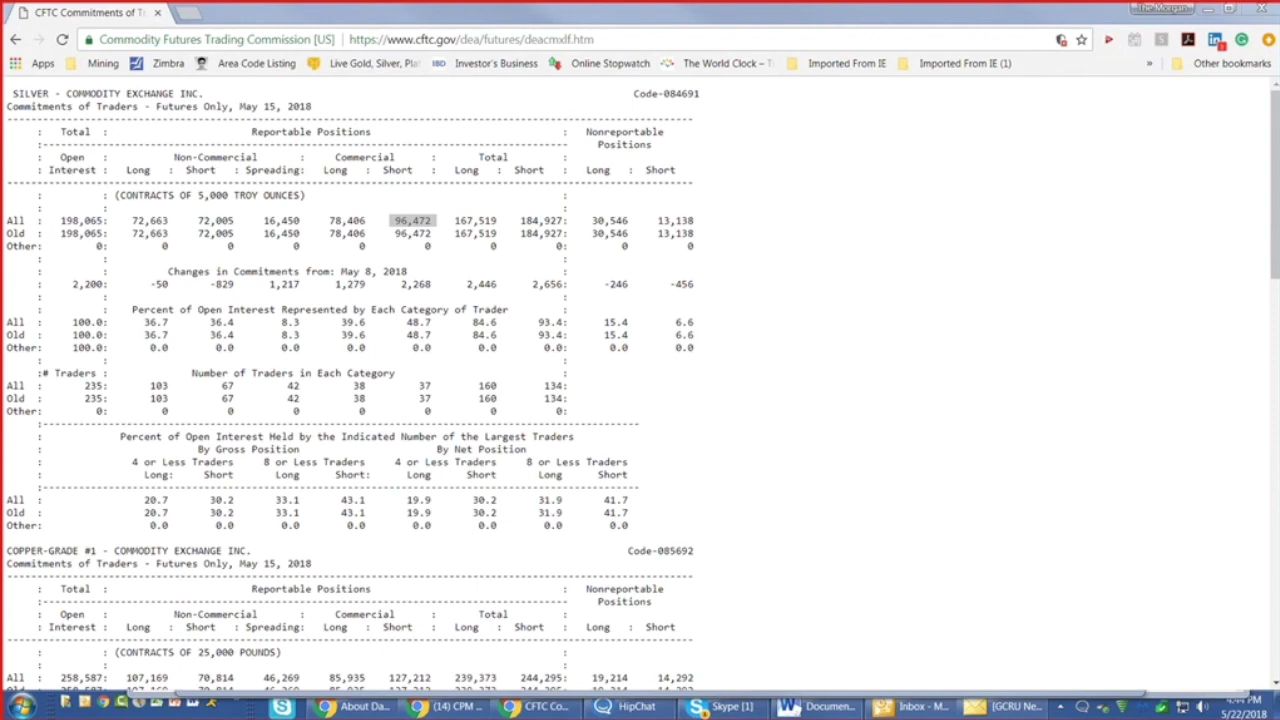 CFTC Commitments of Tr
The Morgan
Commodity Futures Trading Commission [US] | https://www.cftc.gov/dea/futures/deacmxdf.htm
Apps Mining Zimbra Area Code Listing Live Gold, Silver, Plat IBD Investor's Business Online Stopwatch The World Clock – T Imported From IE Imported From IE (1) » Other bookmarks
SILVER - COMMODITY EXCHANGE INC. Code-084691
Commitments of Traders - Futures Only, May 15, 2018
: Total : Reportable Positions : Nonreportable
Positions
: Open : Non-Commercial : Commercial : Total :
: Interest : Long : Short : Spreading: Long : Short : Long : Short : Long : Short
: : (CONTRACTS OF 5,000 TROY OUNCES) :
All : 198,065: 72,663 72,005 16,450 78,406 96,472 167,519 184,927: 30,546 13,138
Old : 198,065: 72,663 72,005 16,450 78,406 96,472 167,519 184,927: 30,546 13,138
Other: 0: 0 0 0 0 0 0 0: 0 0
: : Changes in Commitments from: May 8, 2018 :
: 2,200: -50 -829 1,217 1,279 2,268 2,446 2,656: -246 -456
: : Percent of Open Interest Represented by Each Category of Trader :
All : 100.0: 36.7 36.4 8.3 39.6 48.7 84.6 93.4: 15.4 6.6
Old : 100.0: 36.7 36.4 8.3 39.6 48.7 84.6 93.4: 15.4 6.6
Other: 100.0: 0.0 0.0 0.0 0.0 0.0 0.0 0.0: 0.0 0.0
:# Traders : Number of Traders in Each Category :
All : 235: 103 67 42 38 37 160 134:
Old : 235: 103 67 42 38 37 160 134:
Other: 0: 0 0 0 0 0 0 0:
: Percent of Open Interest Held by the Indicated Number of the Largest Traders
: By Gross Position By Net Position
: 4 or Less Traders 8 or Less Traders 4 or Less Traders 8 or Less Traders
: Long: Short Long Short: Long Short Long Short
All : 20.7 30.2 33.1 43.1 19.9 30.2 31.9 41.7
Old : 20.7 30.2 33.1 43.1 19.9 30.2 31.9 41.7
Other: 0.0 0.0 0.0 0.0 0.0 0.0 0.0 0.0
COPPER-GRADE #1 - COMMODITY EXCHANGE INC. Code-085692
Commitments of Traders - Futures Only, May 15, 2018
: Total : Reportable Positions : Nonreportable
Positions
: Open : Non-Commercial : Commercial : Total :
: Interest : Long : Short : Spreading: Long : Short : Long : Short : Long : Short
: : (CONTRACTS OF 25,000 POUNDS) :
All : 258,587: 107,169 70,814 46,269 85,935 127,212 239,373 244,295: 19,214 14,292
About Da... (14) CPM ... CFTC Co... HipChat Skype [1] Documen... Inbox - M... [GCRU Ne... 4:44 PM
5/22/2018